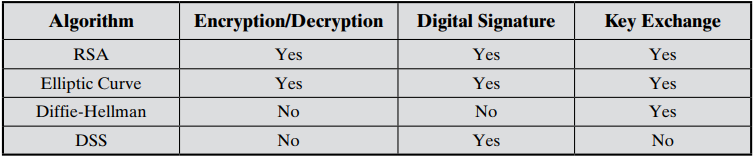 Algorithm Encryption/Decryption Digital Signature Key Exchange
RSA Yes Yes Yes
Elliptic Curve Yes Yes Yes
Diffie-Hellman No No Yes
DSS No Yes No